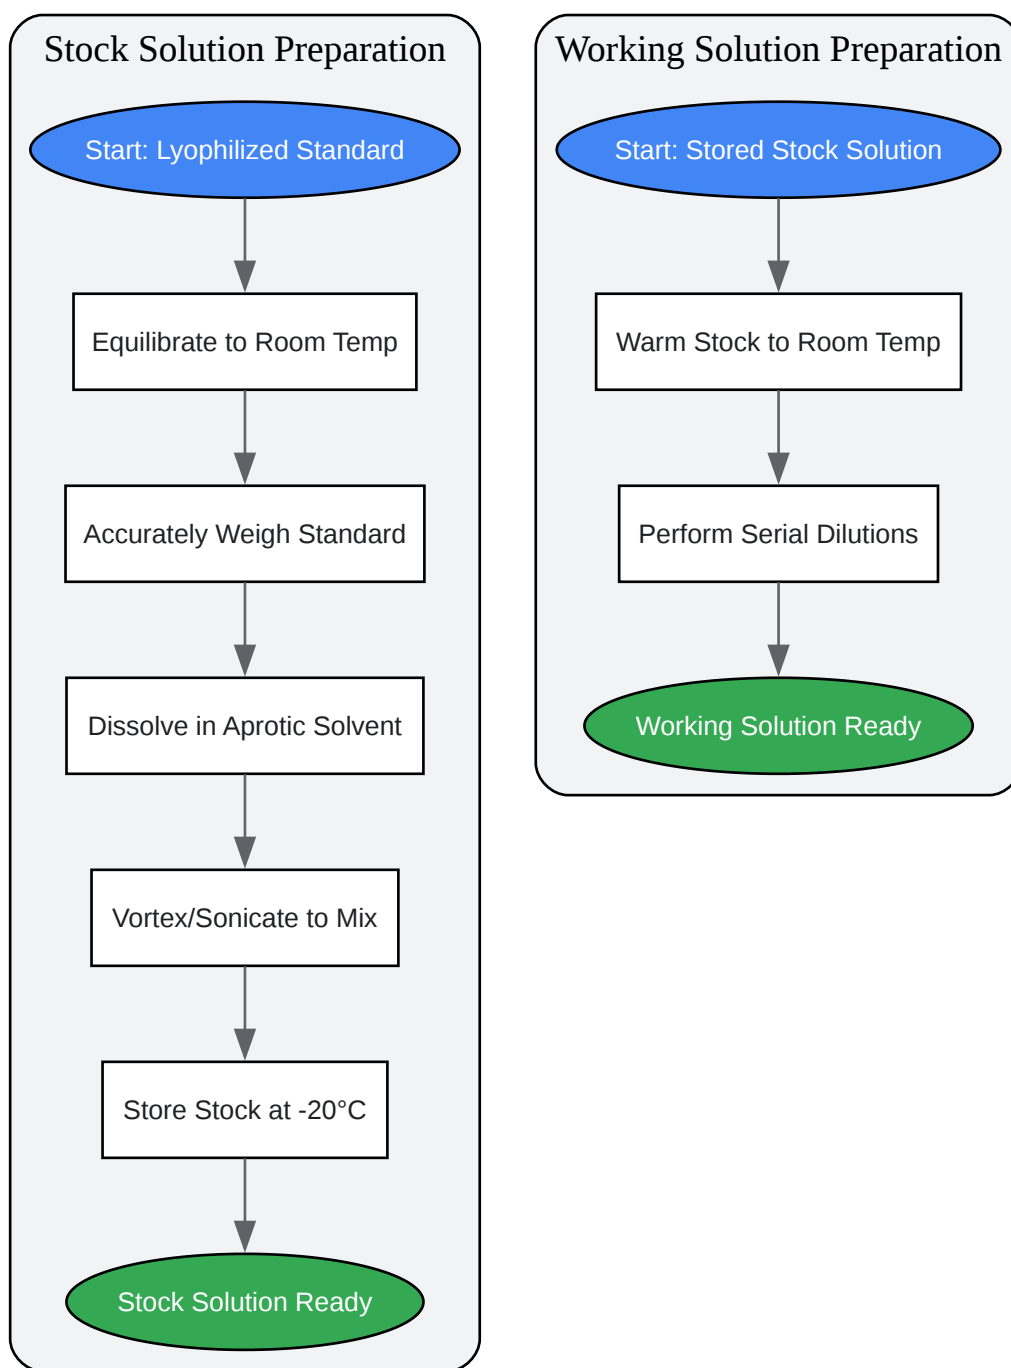 Stock Solution Preparation
Start: Lyophilized Standard
Equilibrate to Room Temp
Accurately Weigh Standard
Dissolve in Aprotic Solvent
Vortex/Sonicate to Mix
Store Stock at -20°C
Stock Solution Ready
Working Solution Preparation
Start: Stored Stock Solution
Warm Stock to Room Temp
Perform Serial Dilutions
Working Solution Ready